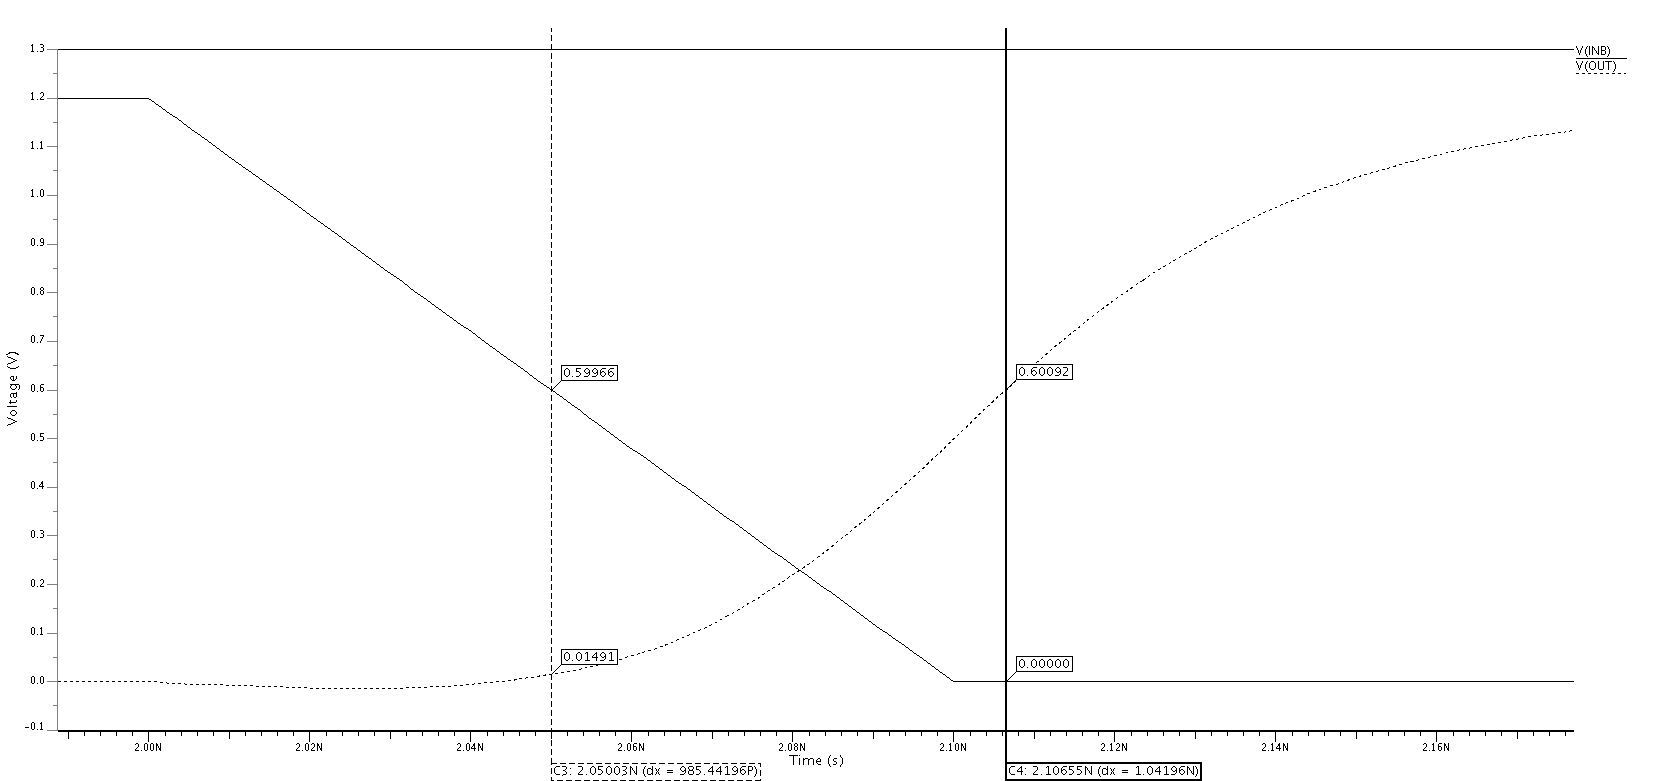 1.3
V(INB)
V(OUT)
1.2
1.1
1.0
0.9
0.8
0.7
0.6
0.5
0.4
0.3
0.2
0.1
0.0
-0.1
Voltage (V)
0.59966
0.60092
0.01491
0.00000
2.00N 2.02N 2.04N 2.06N 2.08N 2.10N 2.12N 2.14N 2.16N
Time (s)
C3: 2.05003N (dx = 985.44196P)
C4: 2.10655N (dx = 1.04196N)